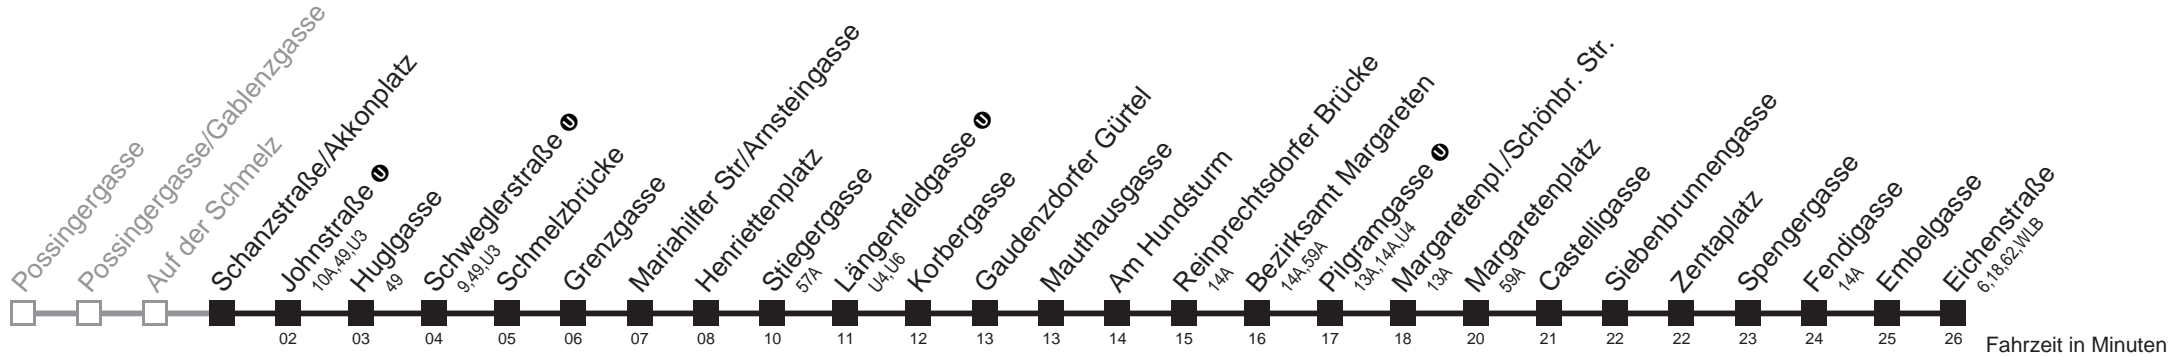 Possingergasse
Possingergasse/Gablenzgasse
Auf der Schmelz
Schanzstraße/Akkonplatz
Johnstraße U
10A,49,U3
Huglgasse
49
Schweglerstraße U
9,49,U3
Schmelzbrücke
Grenzgasse
Mariahilfer Str/Arnsteingasse
Henriettenplatz
Stiegergasse
57A
Längenfeldgasse U
U4,U6
Korbergasse
Gaudenzdorfer Gürtel
Mauthausgasse
Am Hundsturm
Reinprechtsdorfer Brücke
14A
Bezirksamt Margareten
14A,59A
Pilgramgasse U
13A,14A,U4
Margaretenpl./Schönbr. Str.
13A
Margaretenplatz
59A
Castelligasse
Siebenbrunnengasse
Zentaplatz
Spengergasse
Fendigasse
14A
Embelgasse
Eichenstraße
6,18,62,WLB
02 03 04 05 06 07 08 10 11 12 13 13 14 15 16 17 18 20 21 22 22 23 24 25 26 Fahrzeit in Minuten